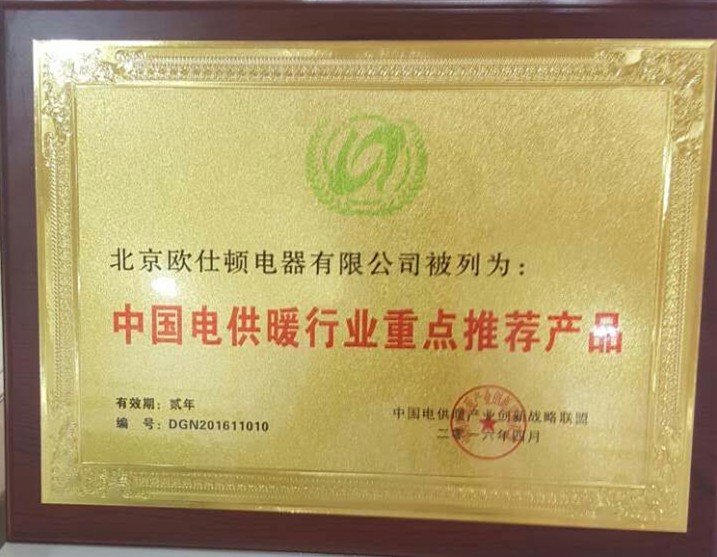 北京欧仕顿电器有限公司被列为：
中国电供暖行业重点推荐产品
有效期：贰年
编 号：DGN201611010
中国电供暖产业创新战略联盟
二零一六年四月